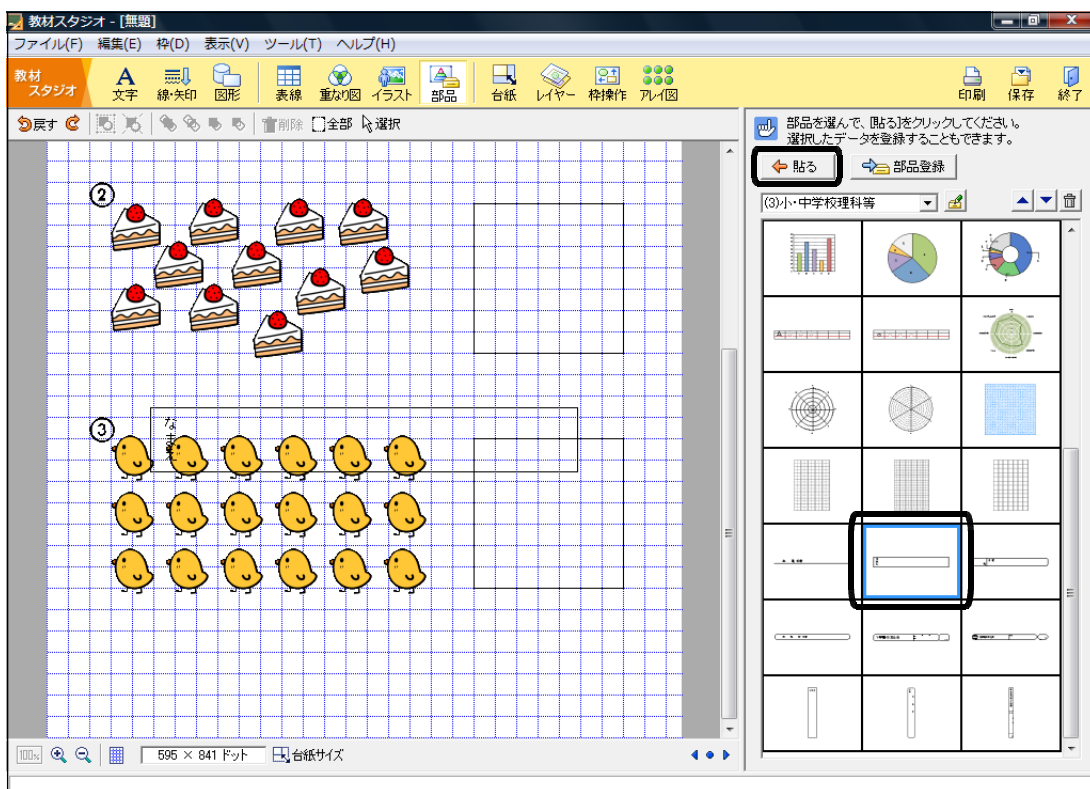 教材スタジオ - [無題]
ファイル(F) 編集(E) 枠(D) 表示(V) ツール(T) ヘルプ(H)
教材
スタジオ
文字 線・矢印 図形 表線 重なり図 イラスト 部品 台紙 レイヤー 枠操作 アレイ図 印刷 保存 終了
戻す 削除 全部 選択
部品を選んで、[貼る]をクリックしてください。
選択したデータを登録することもできます。
貼る 部品登録
(3)小・中学校理科等
②
③
なまえ
100% 595 × 841 ドット 台紙サイズ